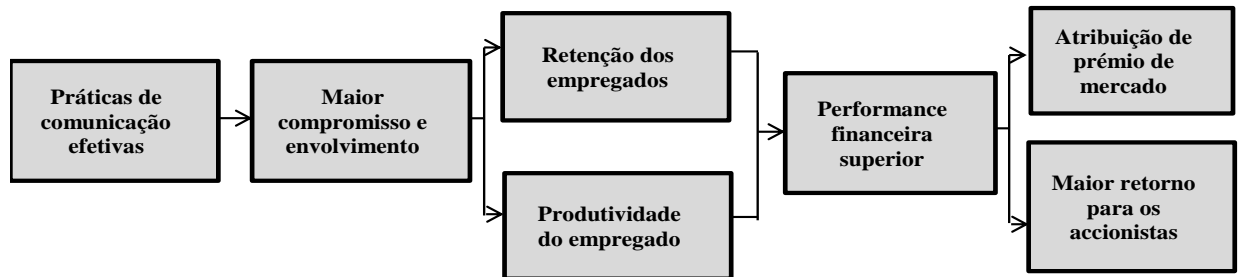 Práticas de
comunicação
efetivas
Maior
compromisso e
envolvimento
Retenção dos
empregados
Produtividade
do empregado
Performance
financeira
superior
Atribuição de
prémio de
mercado
Maior retorno
para os
accionistas